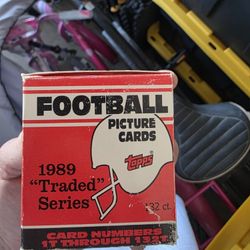 FOOTBALL
PICTURE
CARDS
topps
1989
"Traded"
Series
132 ct.
CARD NUMBERS
1T THROUGH 132T